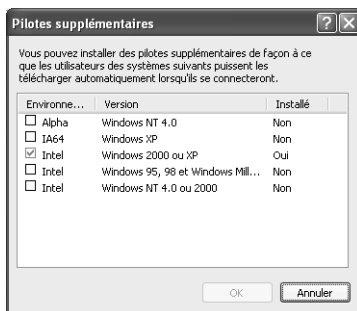 Pilotes supplémentaires
Vous pouvez installer des pilotes supplémentaires de façon à ce
que les utilisateurs des systèmes suivants puissent les
télécharger automatiquement lorsqu'ils se connecteront.
Environne... Version Installé
Alpha Windows NT 4.0 Non
IA64 Windows XP Non
Intel Windows 2000 ou XP Oui
Intel Windows 95, 98 et Windows Mill... Non
Intel Windows NT 4.0 ou 2000 Non
OK Annuler